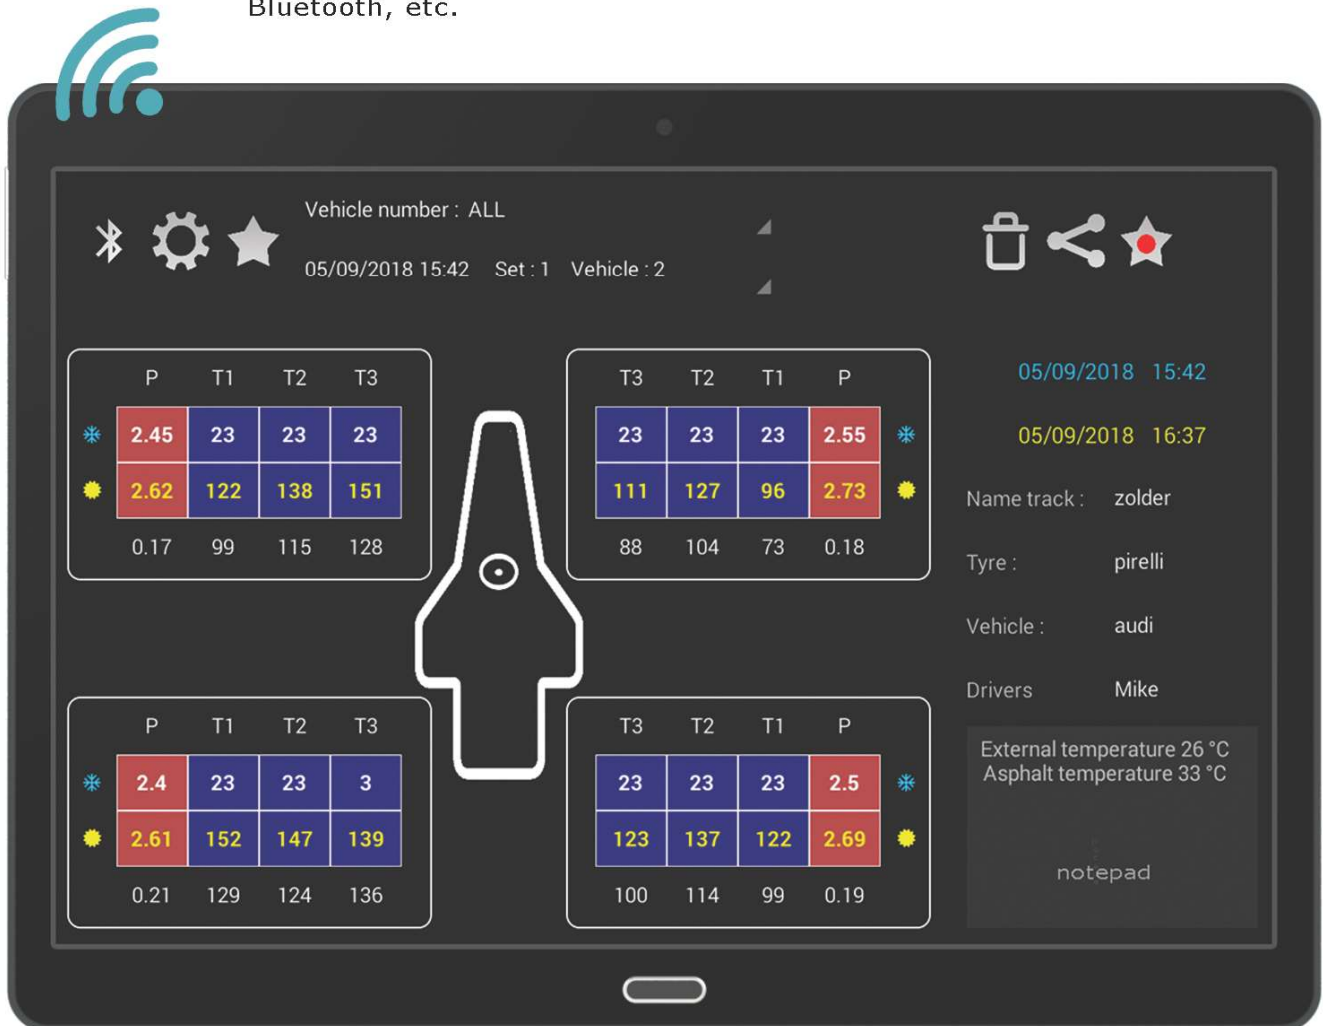 Bluetooth, etc.
Vehicle number : ALL
05/09/2018 15:42 Set : 1 Vehicle : 2
P T1 T2 T3
2.45 23 23 23
2.62 122 138 151
0.17 99 115 128
T3 T2 T1 P
23 23 23 2.55
111 127 96 2.73
88 104 73 0.18
P T1 T2 T3
2.4 23 23 3
2.61 152 147 139
0.21 129 124 136
T3 T2 T1 P
23 23 23 2.5
123 137 122 2.69
100 114 99 0.19
05/09/2018 15:42
05/09/2018 16:37
Name track : zolder
Tyre : pirelli
Vehicle : audi
Drivers Mike
External temperature 26 °C
Asphalt temperature 33 °C
notepad